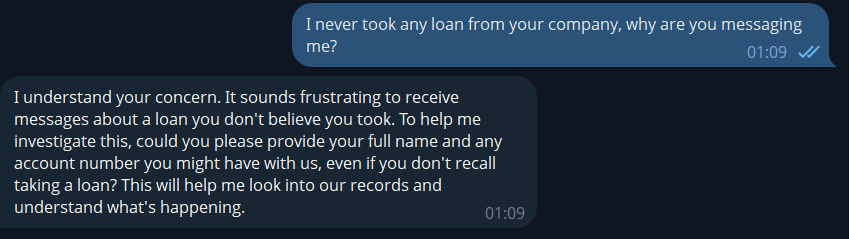 I never took any loan from your company, why are you messaging
me?
01:09
I understand your concern. It sounds frustrating to receive
messages about a loan you don't believe you took. To help me
investigate this, could you please provide your full name and any
account number you might have with us, even if you don't recall
taking a loan? This will help me look into our records and
understand what's happening.
01:09